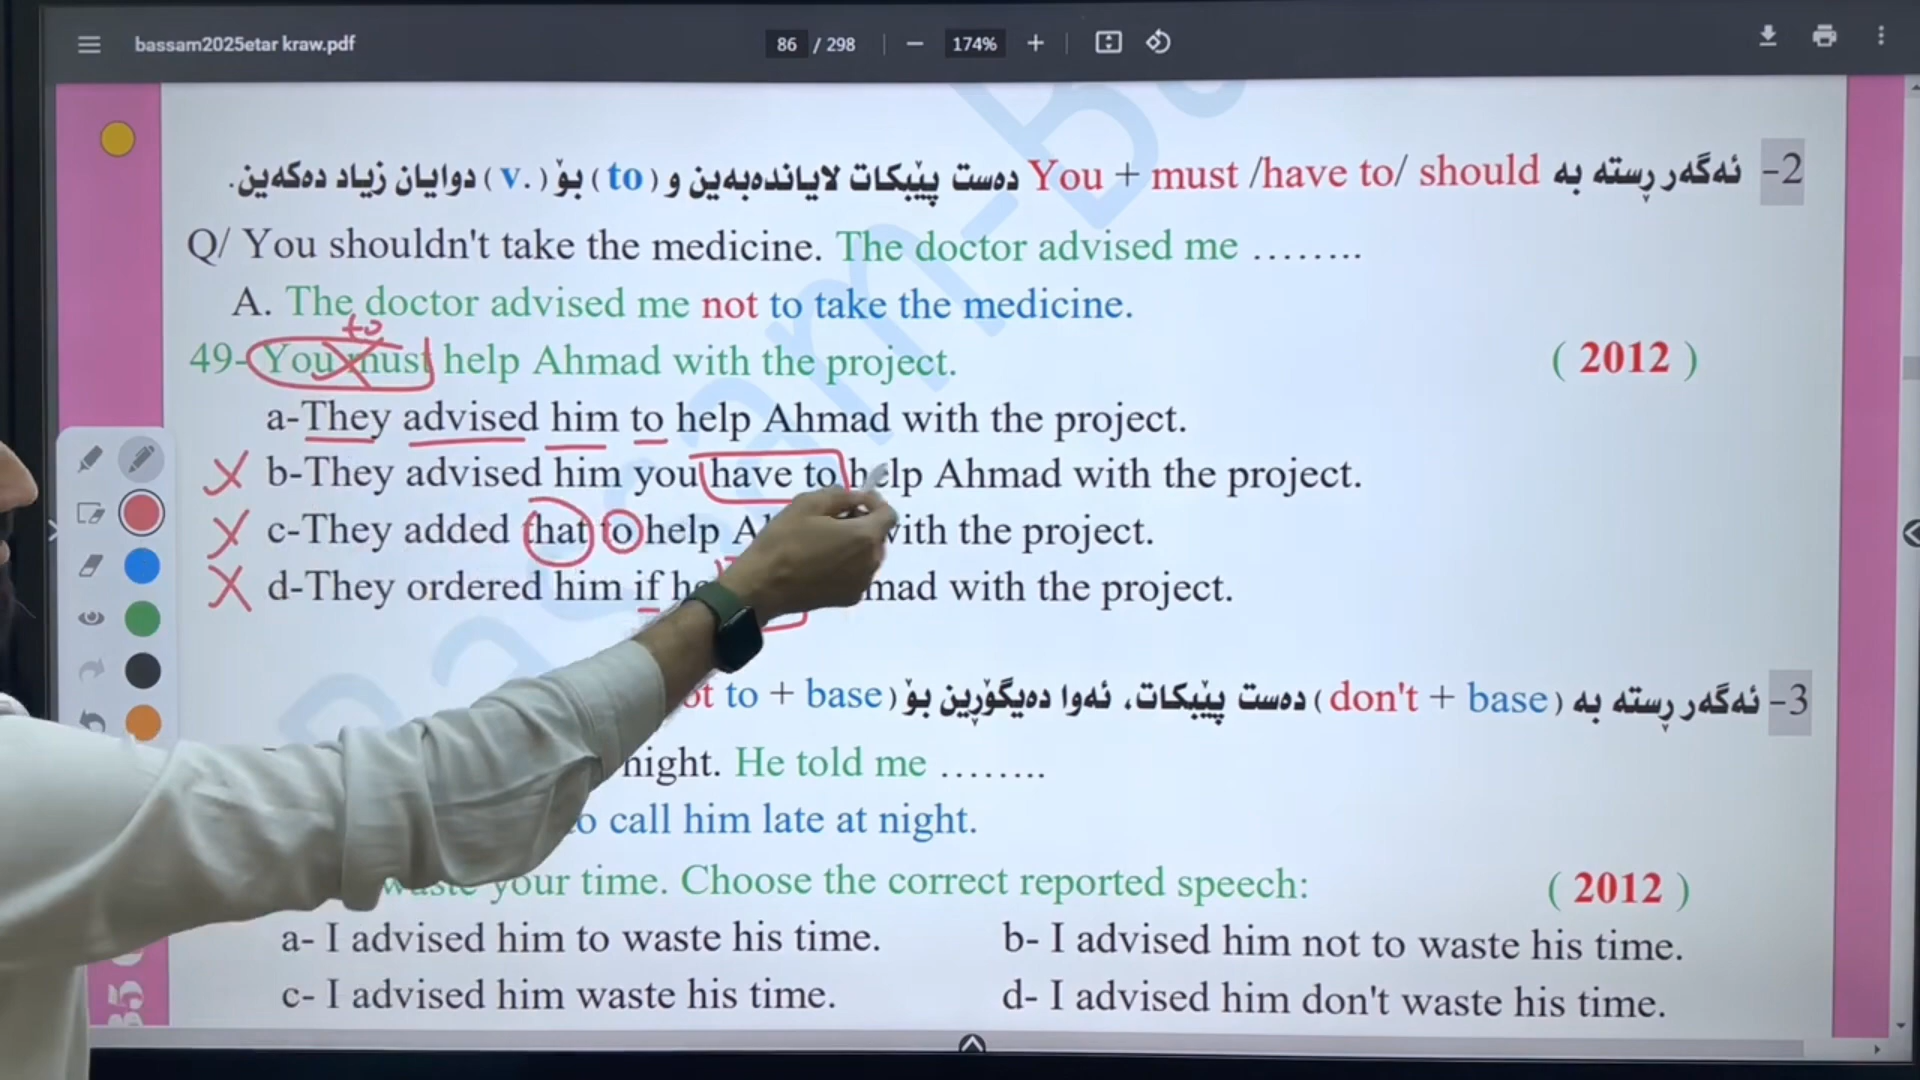 bassam2025etar kraw.pdf
86 / 298
174%
2- ئەگەر ڕستە بە You + must /have to/ should دەست پێبکات لایاندەبەین و (to) بۆ (v.) دوایان زیاد دەکەین.
Q/ You shouldn't take the medicine. The doctor advised me ........
A. The doctor advised me not to take the medicine.
to
49- You must help Ahmad with the project. ( 2012 )
a-They advised him to help Ahmad with the project.
b-They advised him you have to help Ahmad with the project.
c-They added that to help with the project.
d-They ordered him if with the project.
3- ئەگەر ڕستە بە (don't + base) دەست پێبکات، ئەوا دەیگۆڕین بۆ to + base)
night. He told me ........
call him late at night.
waste your time. Choose the correct reported speech: ( 2012 )
a- I advised him to waste his time.
b- I advised him not to waste his time.
c- I advised him waste his time.
d- I advised him don't waste his time.